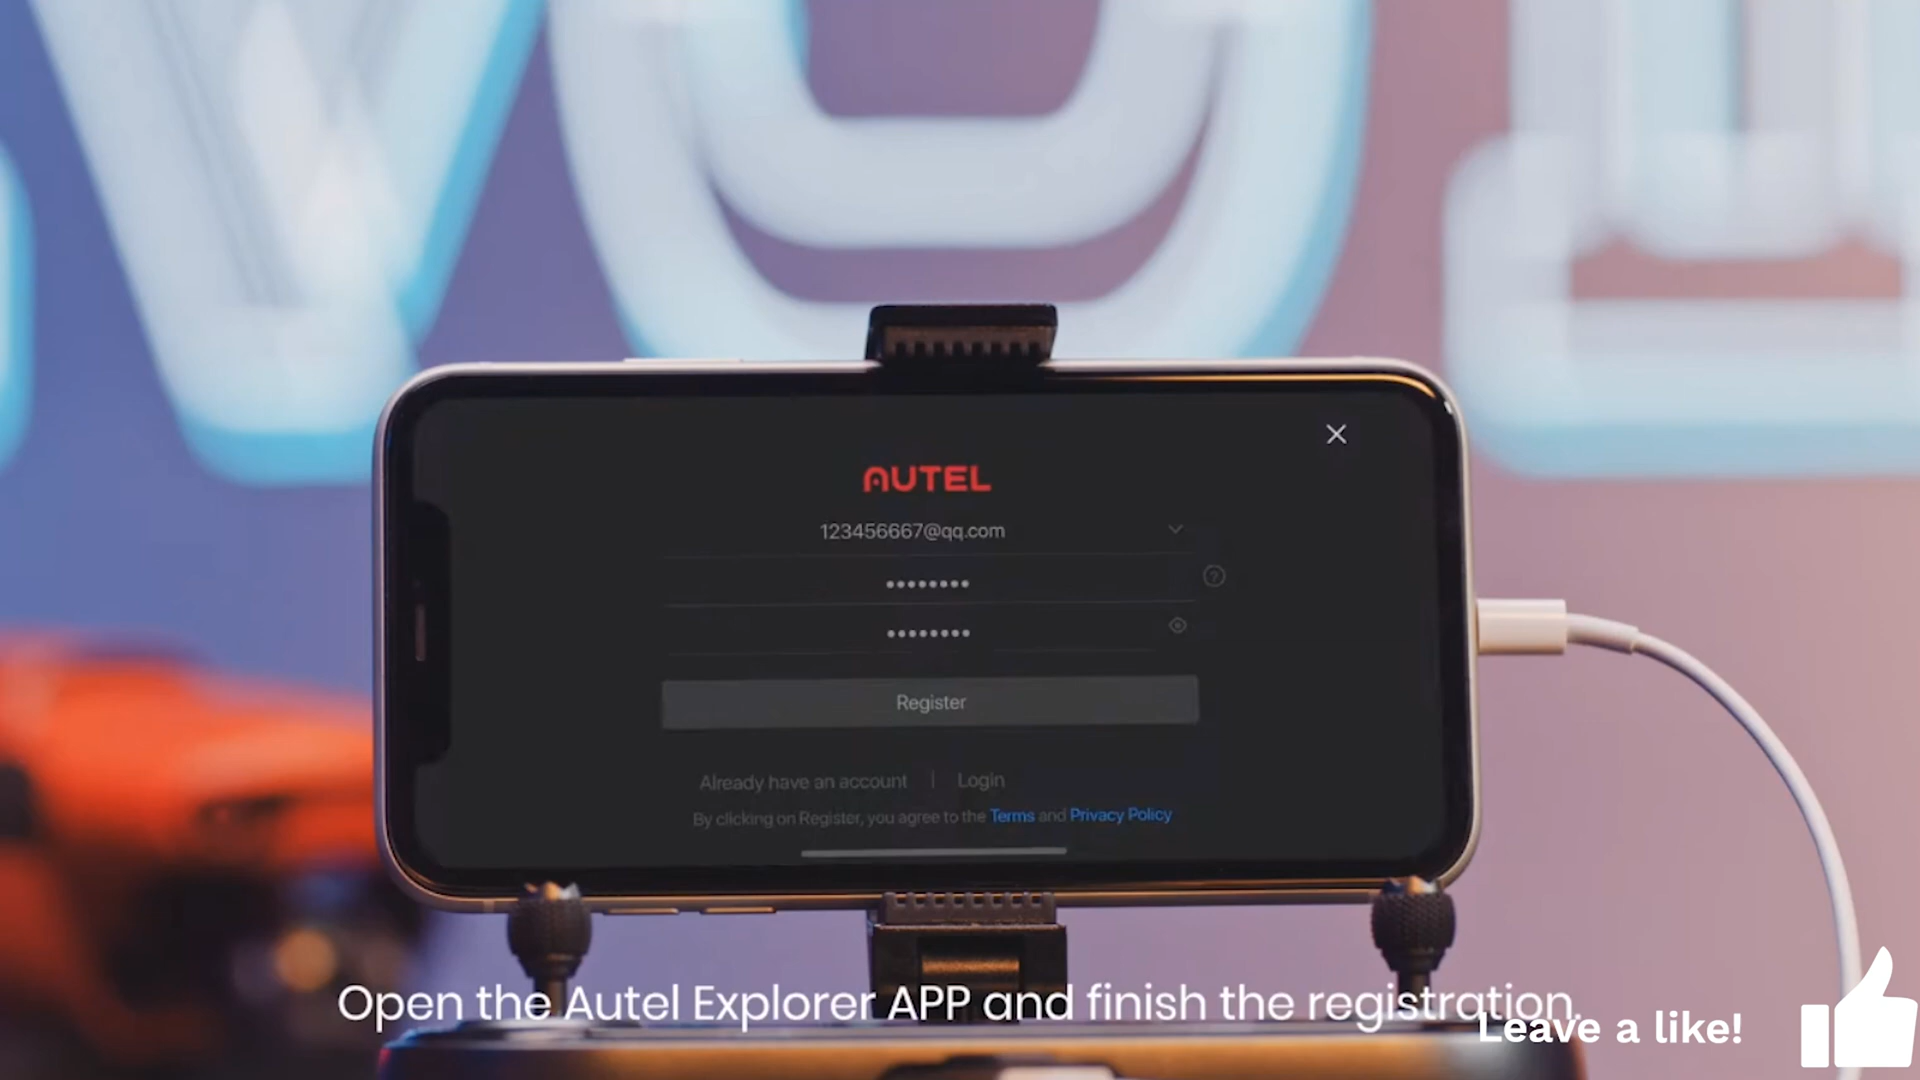 AUTEL
123456667@qq.com
••••••••
••••••••
Register
Already have an account | Login
By clicking on Register, you agree to the Terms and Privacy Policy
Open the Autel Explorer APP and finish the registration.
Leave a like!